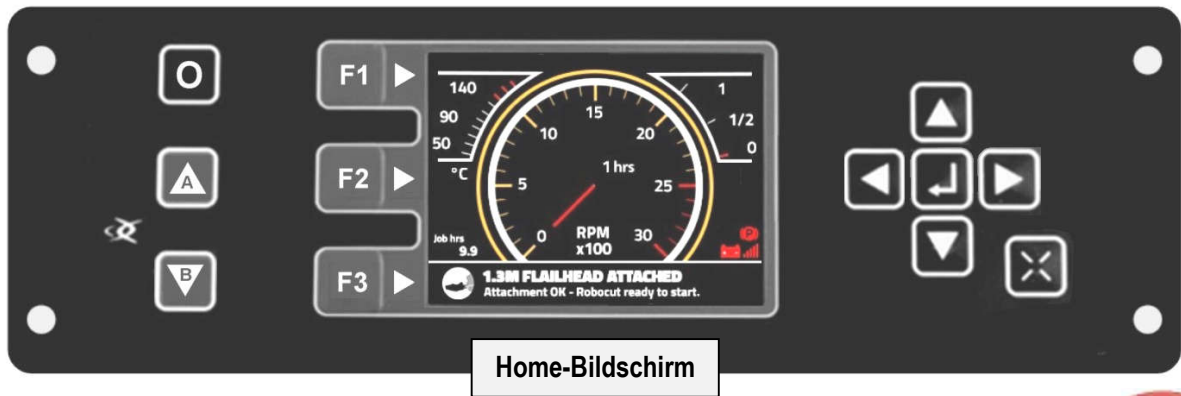 O
A
B
F1
F2
F3
140
90
50
°C
Job hrs
9.9
0
5
10
15
20
25
30
1 hrs
RPM
x100
1
1/2
0
P
1.3M FLAILHEAD ATTACHED
Attachment OK - Robocut ready to start.
Home-Bildschirm